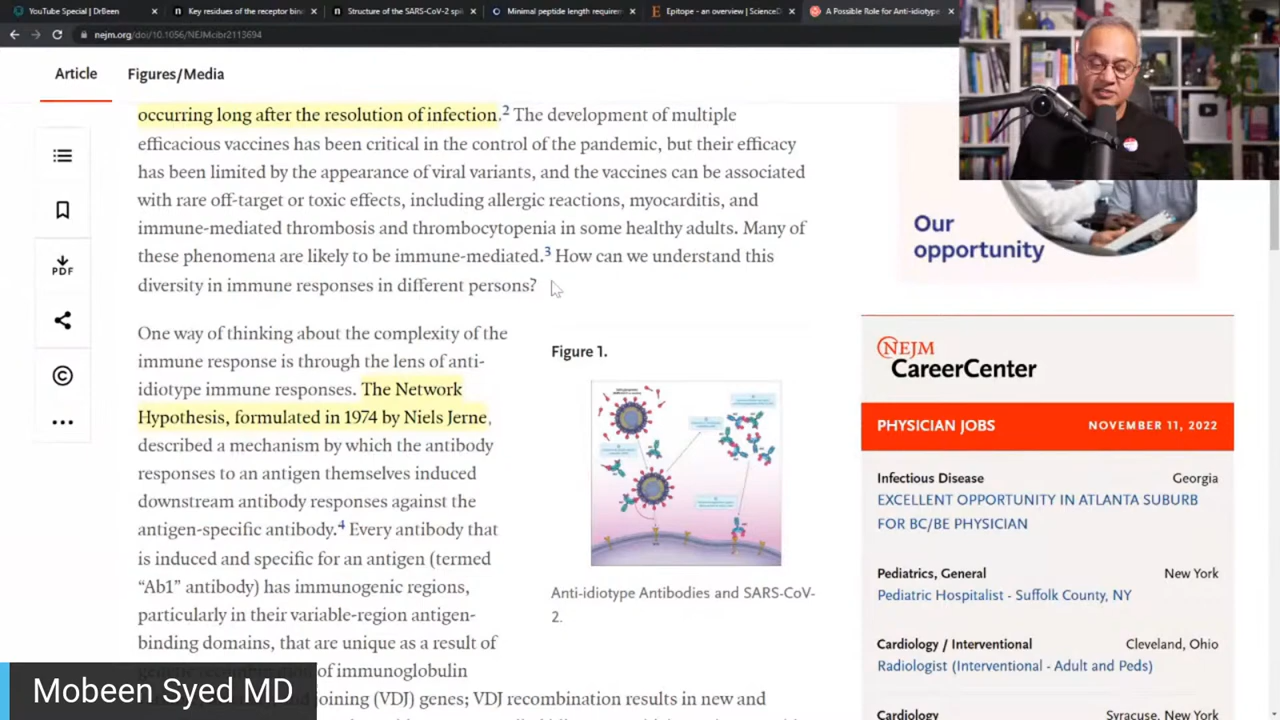 YouTube Special | DrBeen
Key residues of the receptor bin
Structure of the SARS-CoV-2 spil
Minimal peptide length requirem
Epitope - an overview | ScienceD
A Possible Role for Anti-idiotype
nejm.org/doi/10.1056/NEJMcibr2113694
Article
Figures/Media
occurring long after the resolution of infection.2 The development of multiple
efficacious vaccines has been critical in the control of the pandemic, but their efficacy
has been limited by the appearance of viral variants, and the vaccines can be associated
with rare off-target or toxic effects, including allergic reactions, myocarditis, and
immune-mediated thrombosis and thrombocytopenia in some healthy adults. Many of
these phenomena are likely to be immune-mediated.3 How can we understand this
diversity in immune responses in different persons?
One way of thinking about the complexity of the
immune response is through the lens of anti-
idiotype immune responses. The Network
Hypothesis, formulated in 1974 by Niels Jerne,
described a mechanism by which the antibody
responses to an antigen themselves induced
downstream antibody responses against the
antigen-specific antibody.4 Every antibody that
is induced and specific for an antigen (termed
“Ab1” antibody) has immunogenic regions,
particularly in their variable-region antigen-
binding domains, that are unique as a result of
of immunoglobulin
joining (VDJ) genes; VDJ recombination results in new and
PDF
Figure 1.
Anti-idiotype Antibodies and SARS-CoV-
2.
Our
opportunity
NEJM
CareerCenter
PHYSICIAN JOBS
NOVEMBER 11, 2022
Infectious Disease
Georgia
EXCELLENT OPPORTUNITY IN ATLANTA SUBURB
FOR BC/BE PHYSICIAN
Pediatrics, General
New York
Pediatric Hospitalist - Suffolk County, NY
Cardiology / Interventional
Cleveland, Ohio
Radiologist (Interventional - Adult and Peds)
Cardiology
Syracuse, New York
Mobeen Syed MD